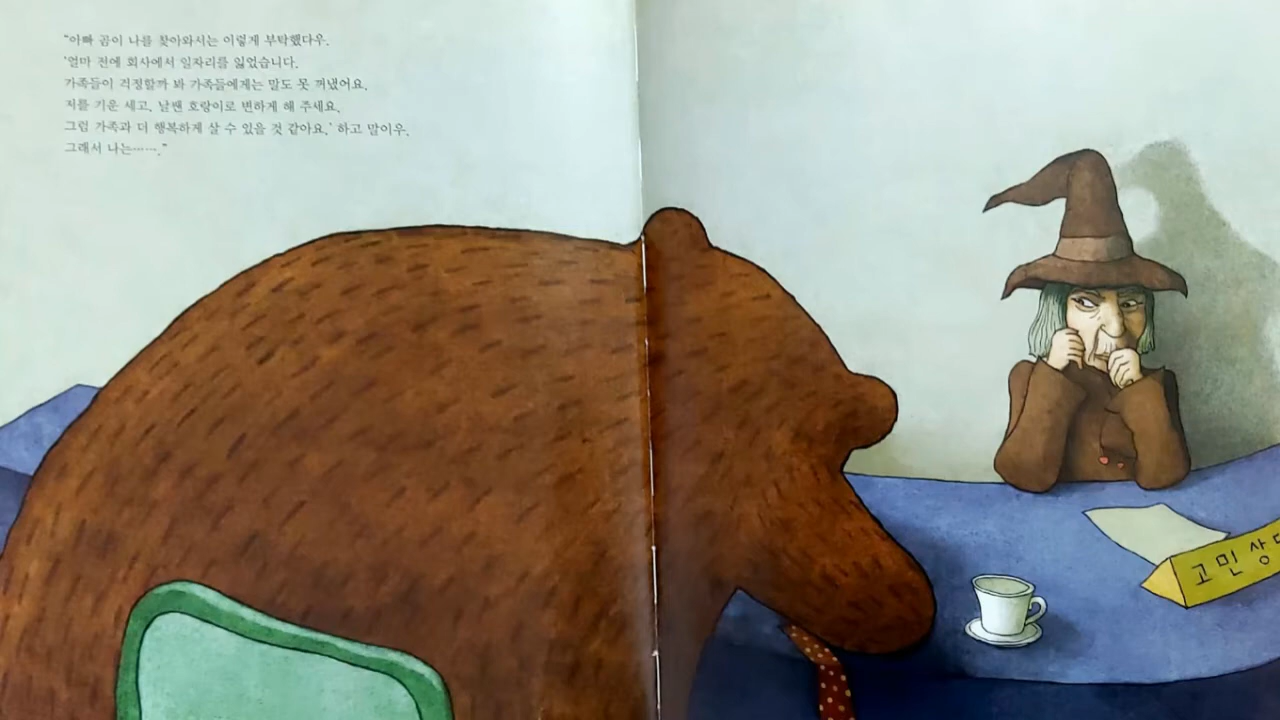 “아빠 곰이 나를 찾아와서는 이렇게 부탁했다우.
‘얼마 전에 회사에서 일자리를 잃었습니다.
가족들이 걱정할까 봐 가족들에게는 말도 못 꺼냈어요.
저를 기운 세고, 날쌘 호랑이로 변하게 해 주세요.
그럼 가족과 더 행복하게 살 수 있을 것 같아요.’ 하고 말이우.
그래서 나는…….”
고민 상